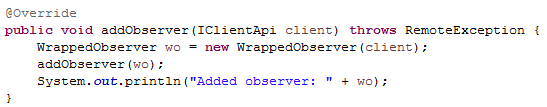 @Override
public void addObserver(IClientApi client) throws RemoteException {
    WrappedObserver wo = new WrappedObserver(client);
    addObserver(wo);
    System.out.println("Added observer: " + wo);
}